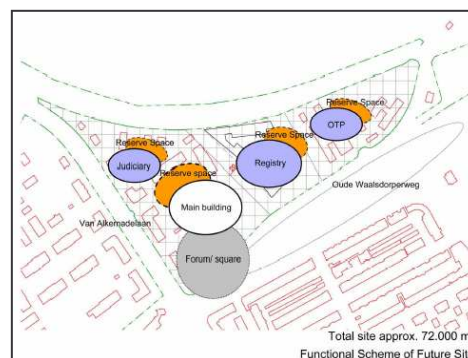 Reserve Space
OTP
Reserve Space
Reserve Space
Judiciary
Registry
Reserve space
Oude Waalsdorperweg
Main building
Van Alkemadelaan
Forum/ square
Total site approx. 72.000 m
Functional Scheme of Future Sit